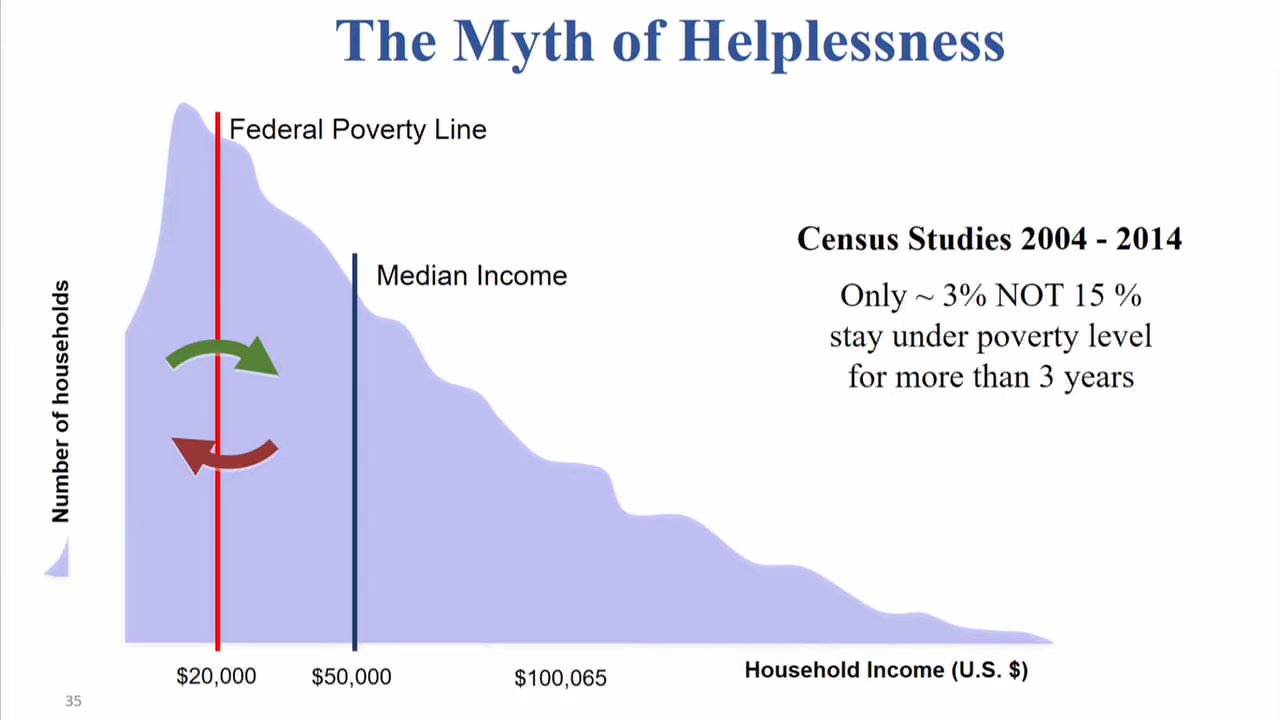 The Myth of Helplessness
Federal Poverty Line
Census Studies 2004 - 2014
Median Income
Only ~ 3% NOT 15 %
stay under poverty level
for more than 3 years
Number of households
$20,000
$50,000
$100,065
Household Income (U.S. $)
35